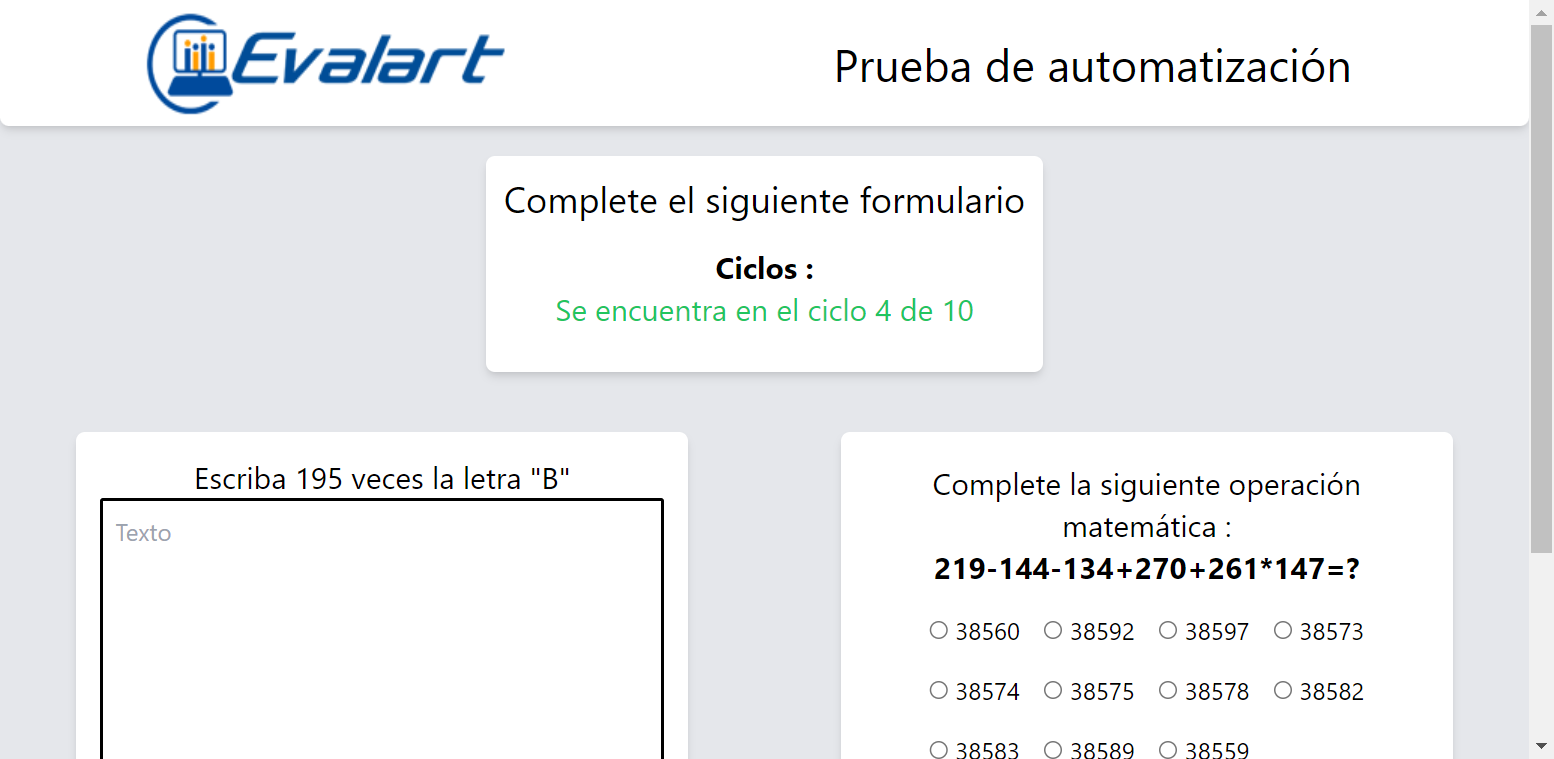 Evalart
Prueba de automatización
Complete el siguiente formulario
Ciclos :
Se encuentra en el ciclo 4 de 10
Escriba 195 veces la letra "B"
Texto
Complete la siguiente operación
matemática :
219-144-134+270+261*147=?
38560 38592 38597 38573
38574 38575 38578 38582
38583 38589 38559